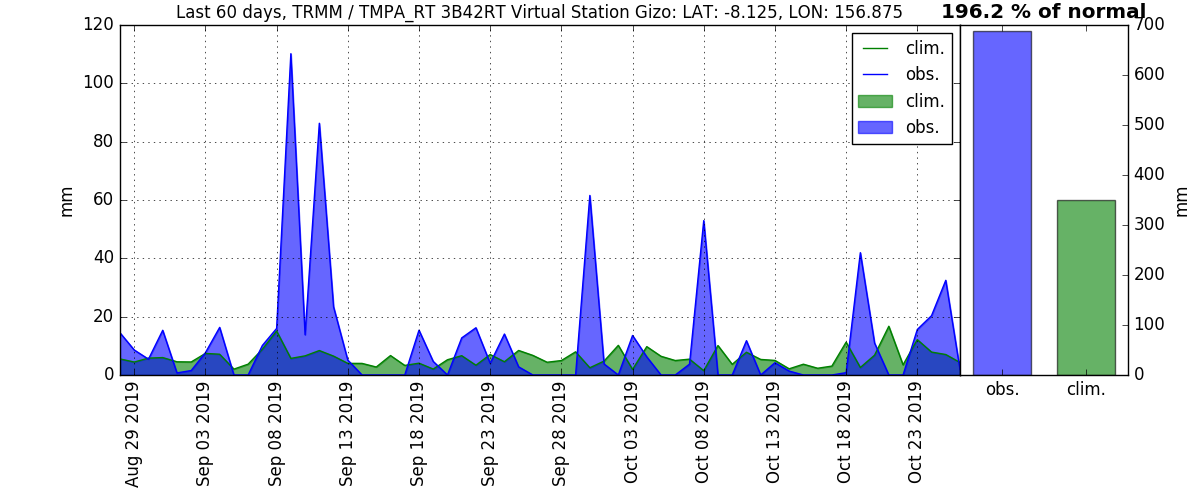 Last 60 days, TRMM / TMPA_RT 3B42RT Virtual Station Gizo: LAT: -8.125, LON: 156.875
196.2 % of normal
120
100
80
60
40
20
0
mm
clim.
obs.
clim.
obs.
700
600
500
400
300
200
100
0
mm
obs.
clim.
Aug 29 2019
Sep 03 2019
Sep 08 2019
Sep 13 2019
Sep 18 2019
Sep 23 2019
Sep 28 2019
Oct 03 2019
Oct 08 2019
Oct 13 2019
Oct 18 2019
Oct 23 2019